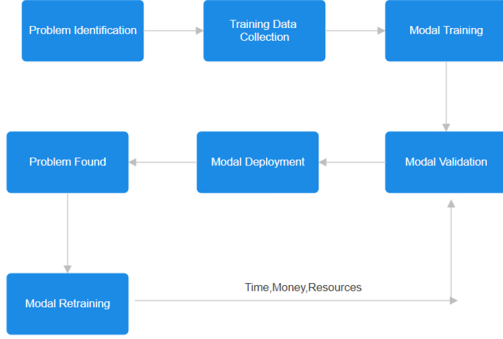 Problem Identification
Training Data
Collection
Modal Training
Problem Found
Modal Deployment
Modal Validation
Modal Retraining
Time,Money,Resources